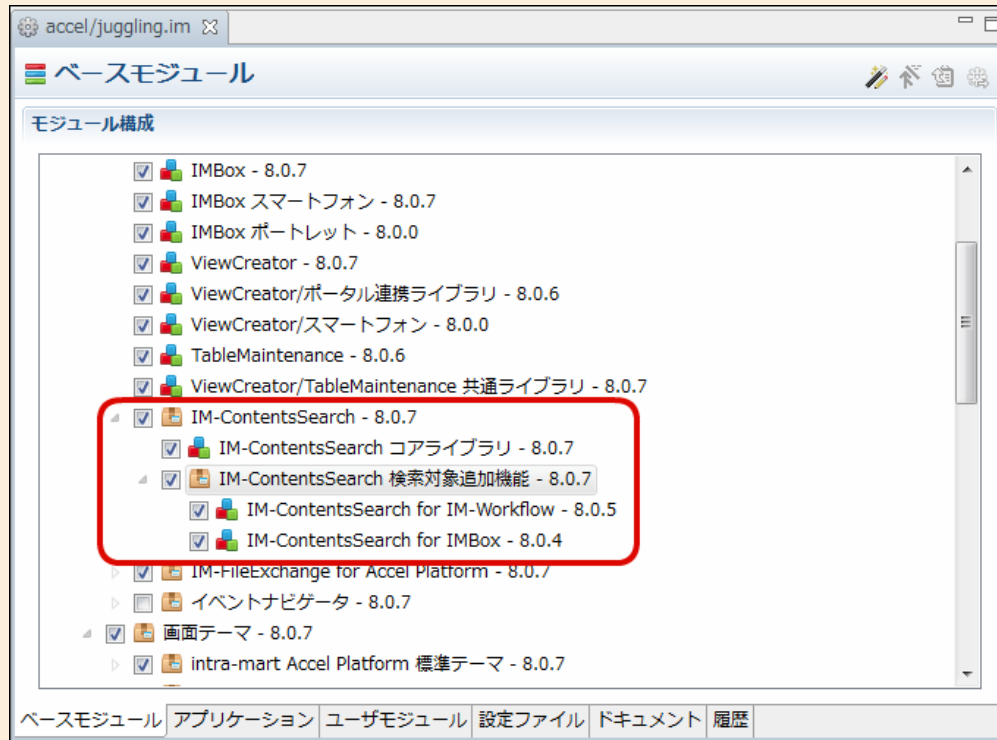 accel/juggling.im
ベースモジュール
モジュール構成
IMBox - 8.0.7
IMBox スマートフォン - 8.0.7
IMBox ポートレット - 8.0.0
ViewCreator - 8.0.7
ViewCreator/ポータル連携ライブラリ - 8.0.6
ViewCreator/スマートフォン - 8.0.0
TableMaintenance - 8.0.6
ViewCreator/TableMaintenance 共通ライブラリ - 8.0.7
IM-ContentsSearch - 8.0.7
IM-ContentsSearch コアライブラリ - 8.0.7
IM-ContentsSearch 検索対象追加機能 - 8.0.7
IM-ContentsSearch for IM-Workflow - 8.0.5
IM-ContentsSearch for IMBox - 8.0.4
IM-FileExchange for Accel Platform - 8.0.7
イベントナビゲータ - 8.0.7
画面テーマ - 8.0.7
intra-mart Accel Platform 標準テーマ - 8.0.7
ベースモジュール アプリケーション ユーザモジュール 設定ファイル ドキュメント 履歴